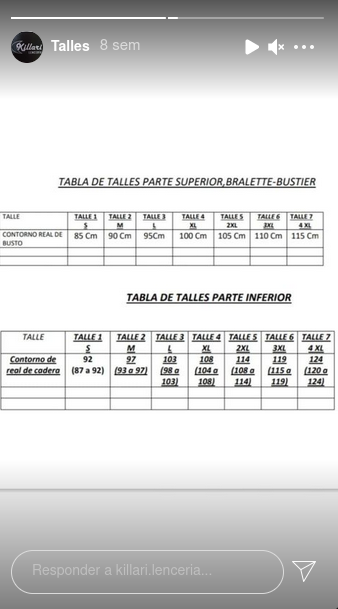 Killari
Talles 8 sem
TABLA DE TALLES PARTE SUPERIOR,BRALETTE-BUSTIER
TALLE TALLE 1 TALLE 2 TALLE 3 TALLE 4 TALLE 5 TALLE 6 TALLE 7
S M L XL 2XL 3XL 4 XL
CONTORNO REAL DE 85 Cm 90 Cm 95Cm 100 Cm 105 Cm 110 Cm 115 Cm
BUSTO
TABLA DE TALLES PARTE INFERIOR
TALLE TALLE 1 TALLE 2 TALLE 3 TALLE 4 TALLE 5 TALLE 6 TALLE 7
S M L XL 2XL 3XL 4 XL
Contorno de 92 97 103 108 114 119 124
real de cadera (87 a 92) (93 a 97) (98 a (104 a (108 a (115 a (120 a
103) 108) 114) 119) 124)
Responder a killari.lenceria...